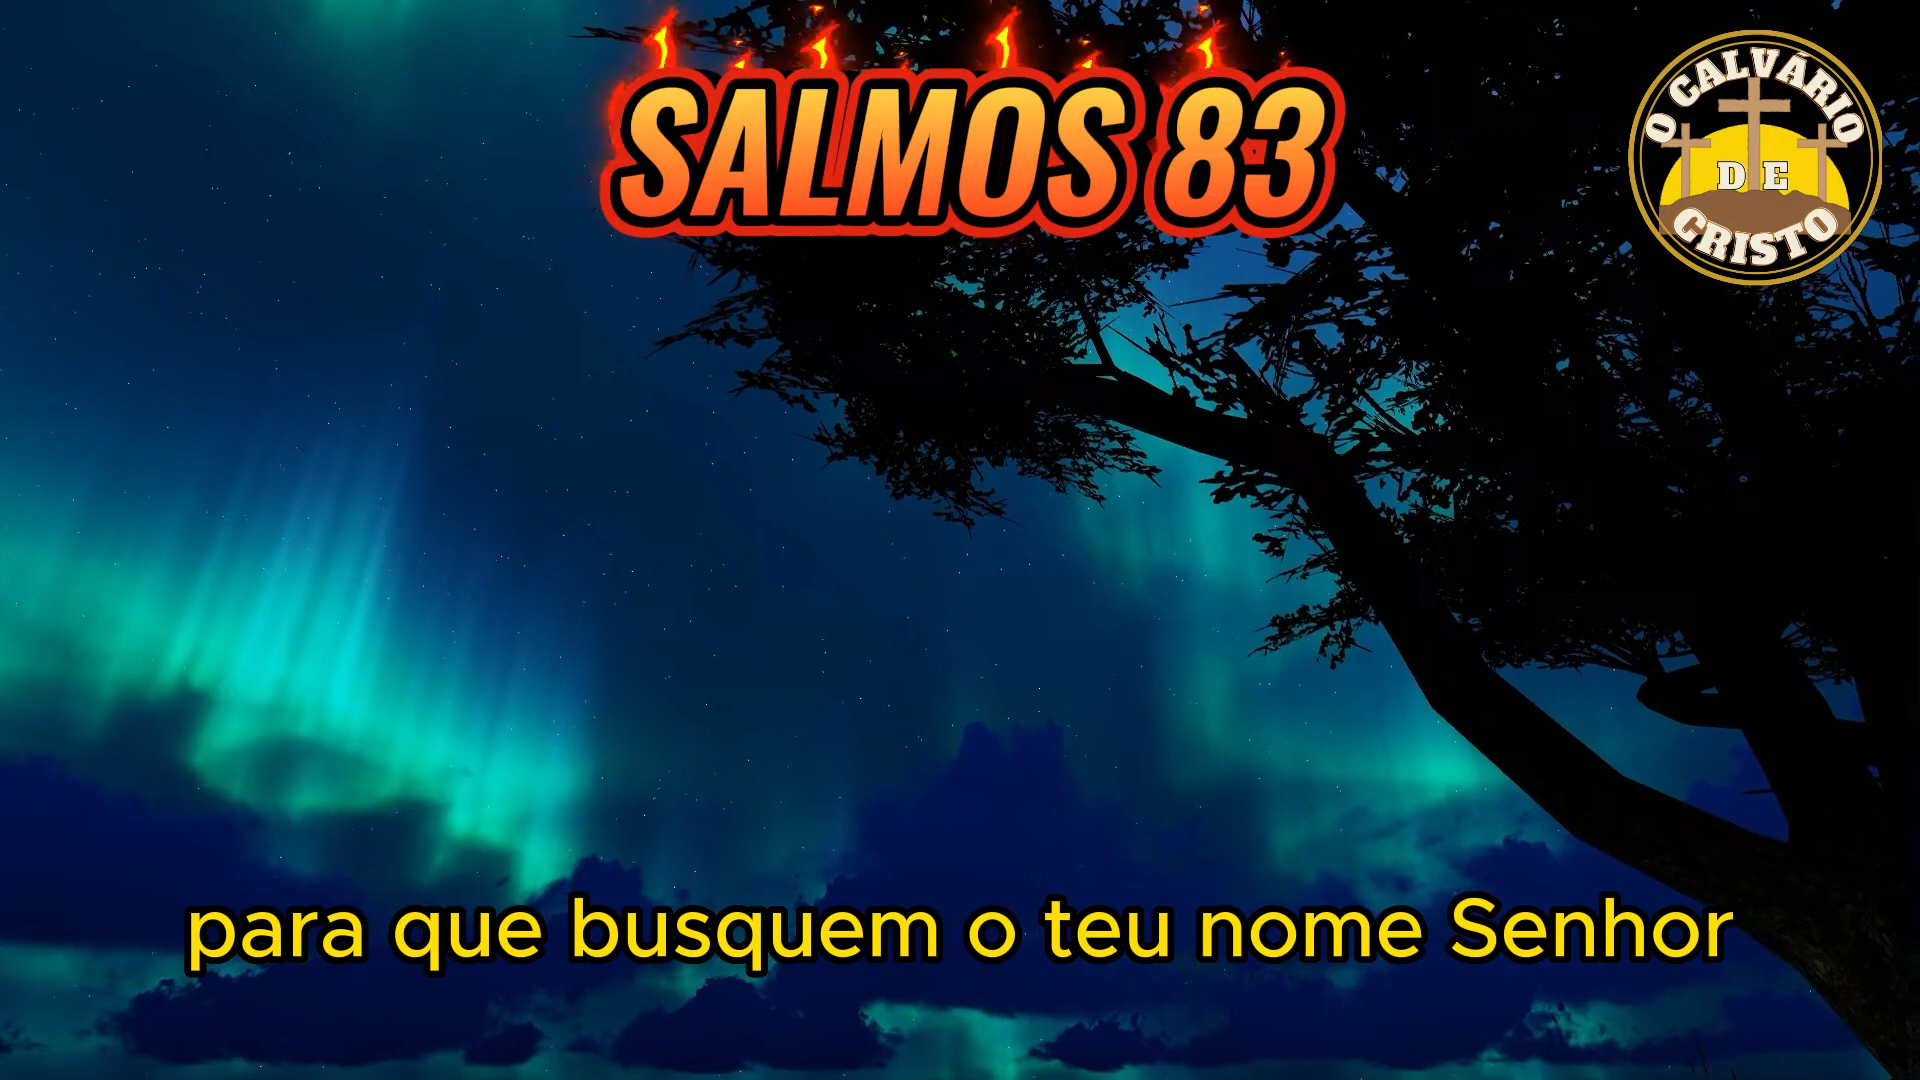 SALMOS 83
O CALVÁRIO
DE
CRISTO
para que busquem o teu nome Senhor